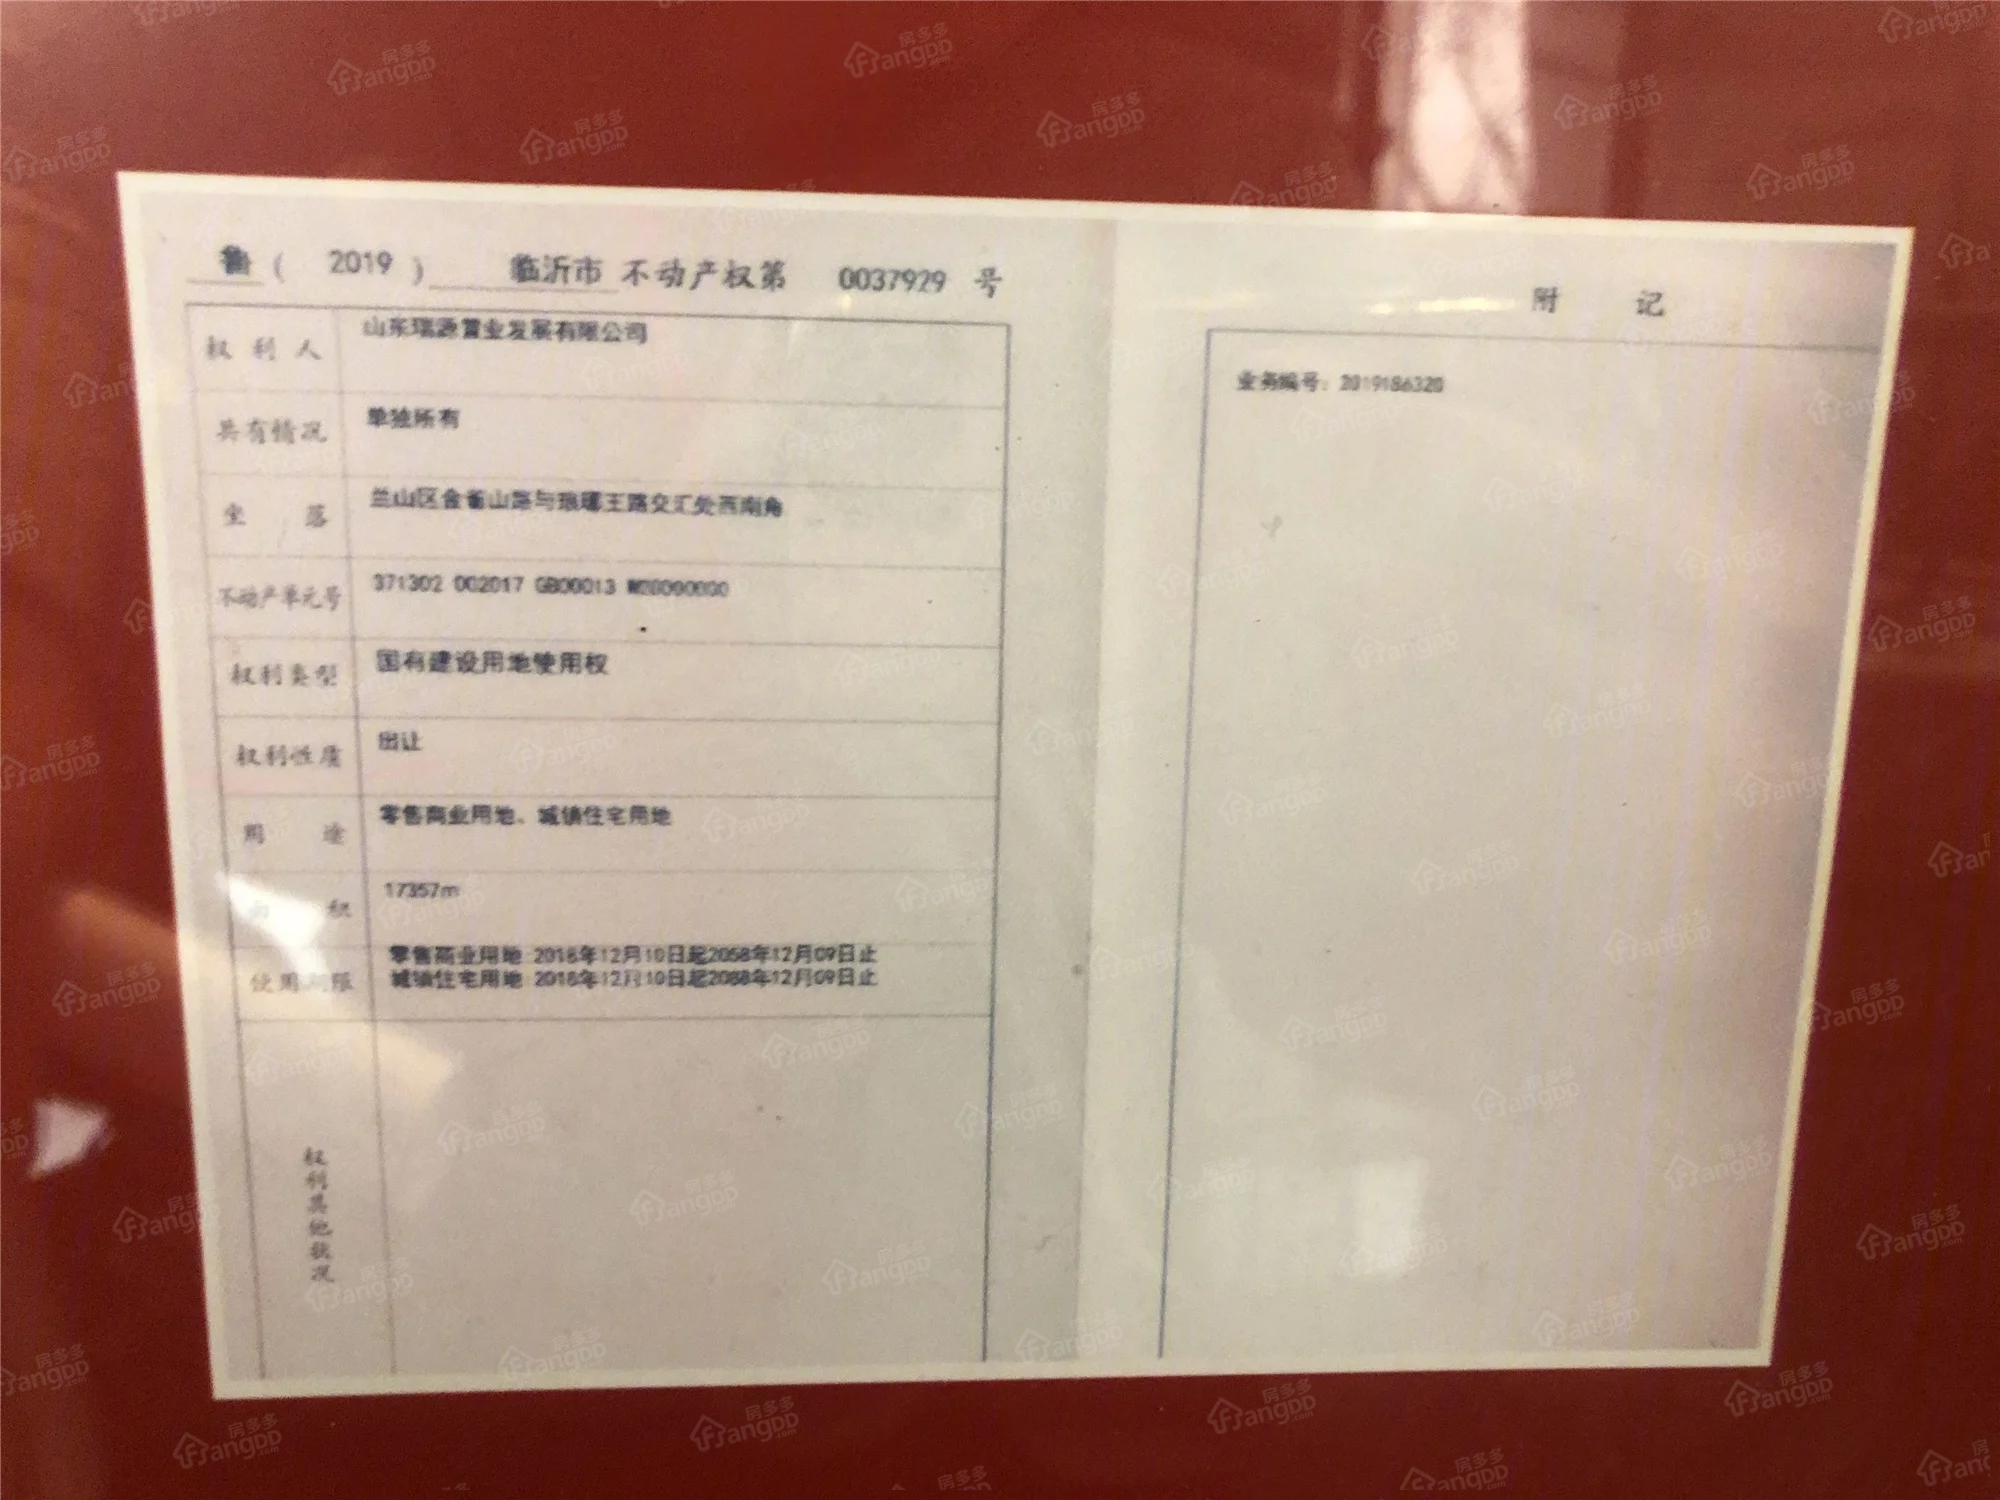 鲁 ( 2019 ) 临沂市 不动产权第 0037929 号
权利人 山东瑞源置业发展有限公司
共有情况 单独所有
坐落 兰山区金雀山路与琅琊王路交汇处西南角
不动产单元号 371302 002017 GB00013 W00000000
权利类型 国有建设用地使用权
权利性质 出让
用途 零售商业用地、城镇住宅用地
面积 17357m
使用期限 零售商业用地 2018年12月10日起2058年12月09日止
城镇住宅用地 2018年12月10日起2088年12月09日止
权利其他状况
附记
业务编号：2019186320
房多多
Fangdd.com